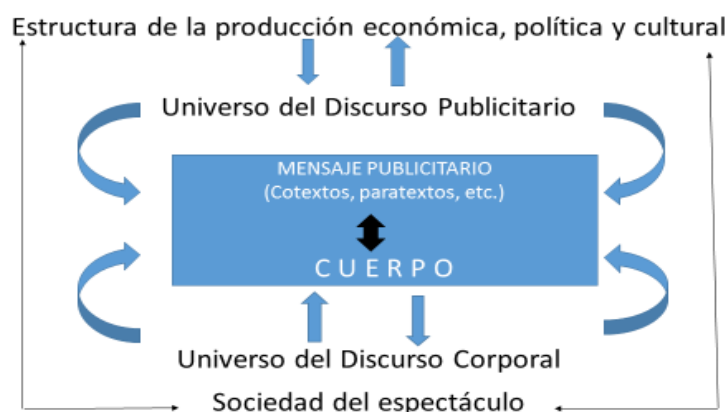 Estructura de la producción económica, política y cultural
Universo del Discurso Publicitario
MENSAJE PUBLICITARIO
(Cotextos, paratextos, etc.)
C U E R P O
Universo del Discurso Corporal
Sociedad del espectáculo